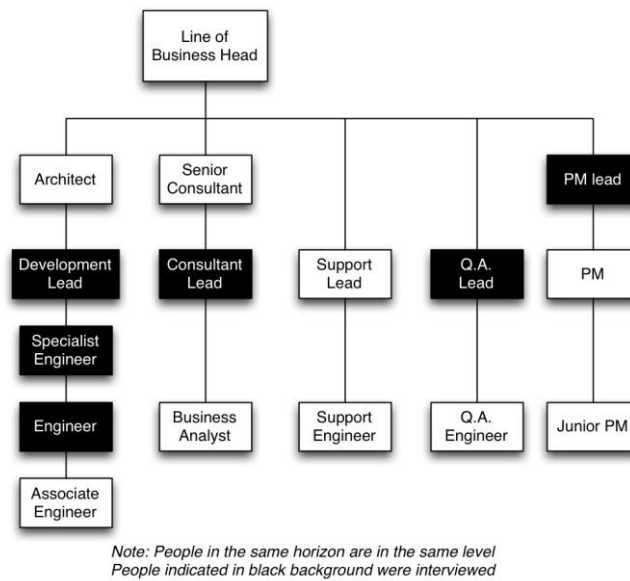 Line of
Business Head
Architect
Senior
Consultant
PM lead
Development
Lead
Consultant
Lead
Support
Lead
Q.A.
Lead
PM
Specialist
Engineer
Engineer
Business
Analyst
Support
Engineer
Q.A.
Engineer
Junior PM
Associate
Engineer
Note: People in the same horizon are in the same level
People indicated in black background were interviewed